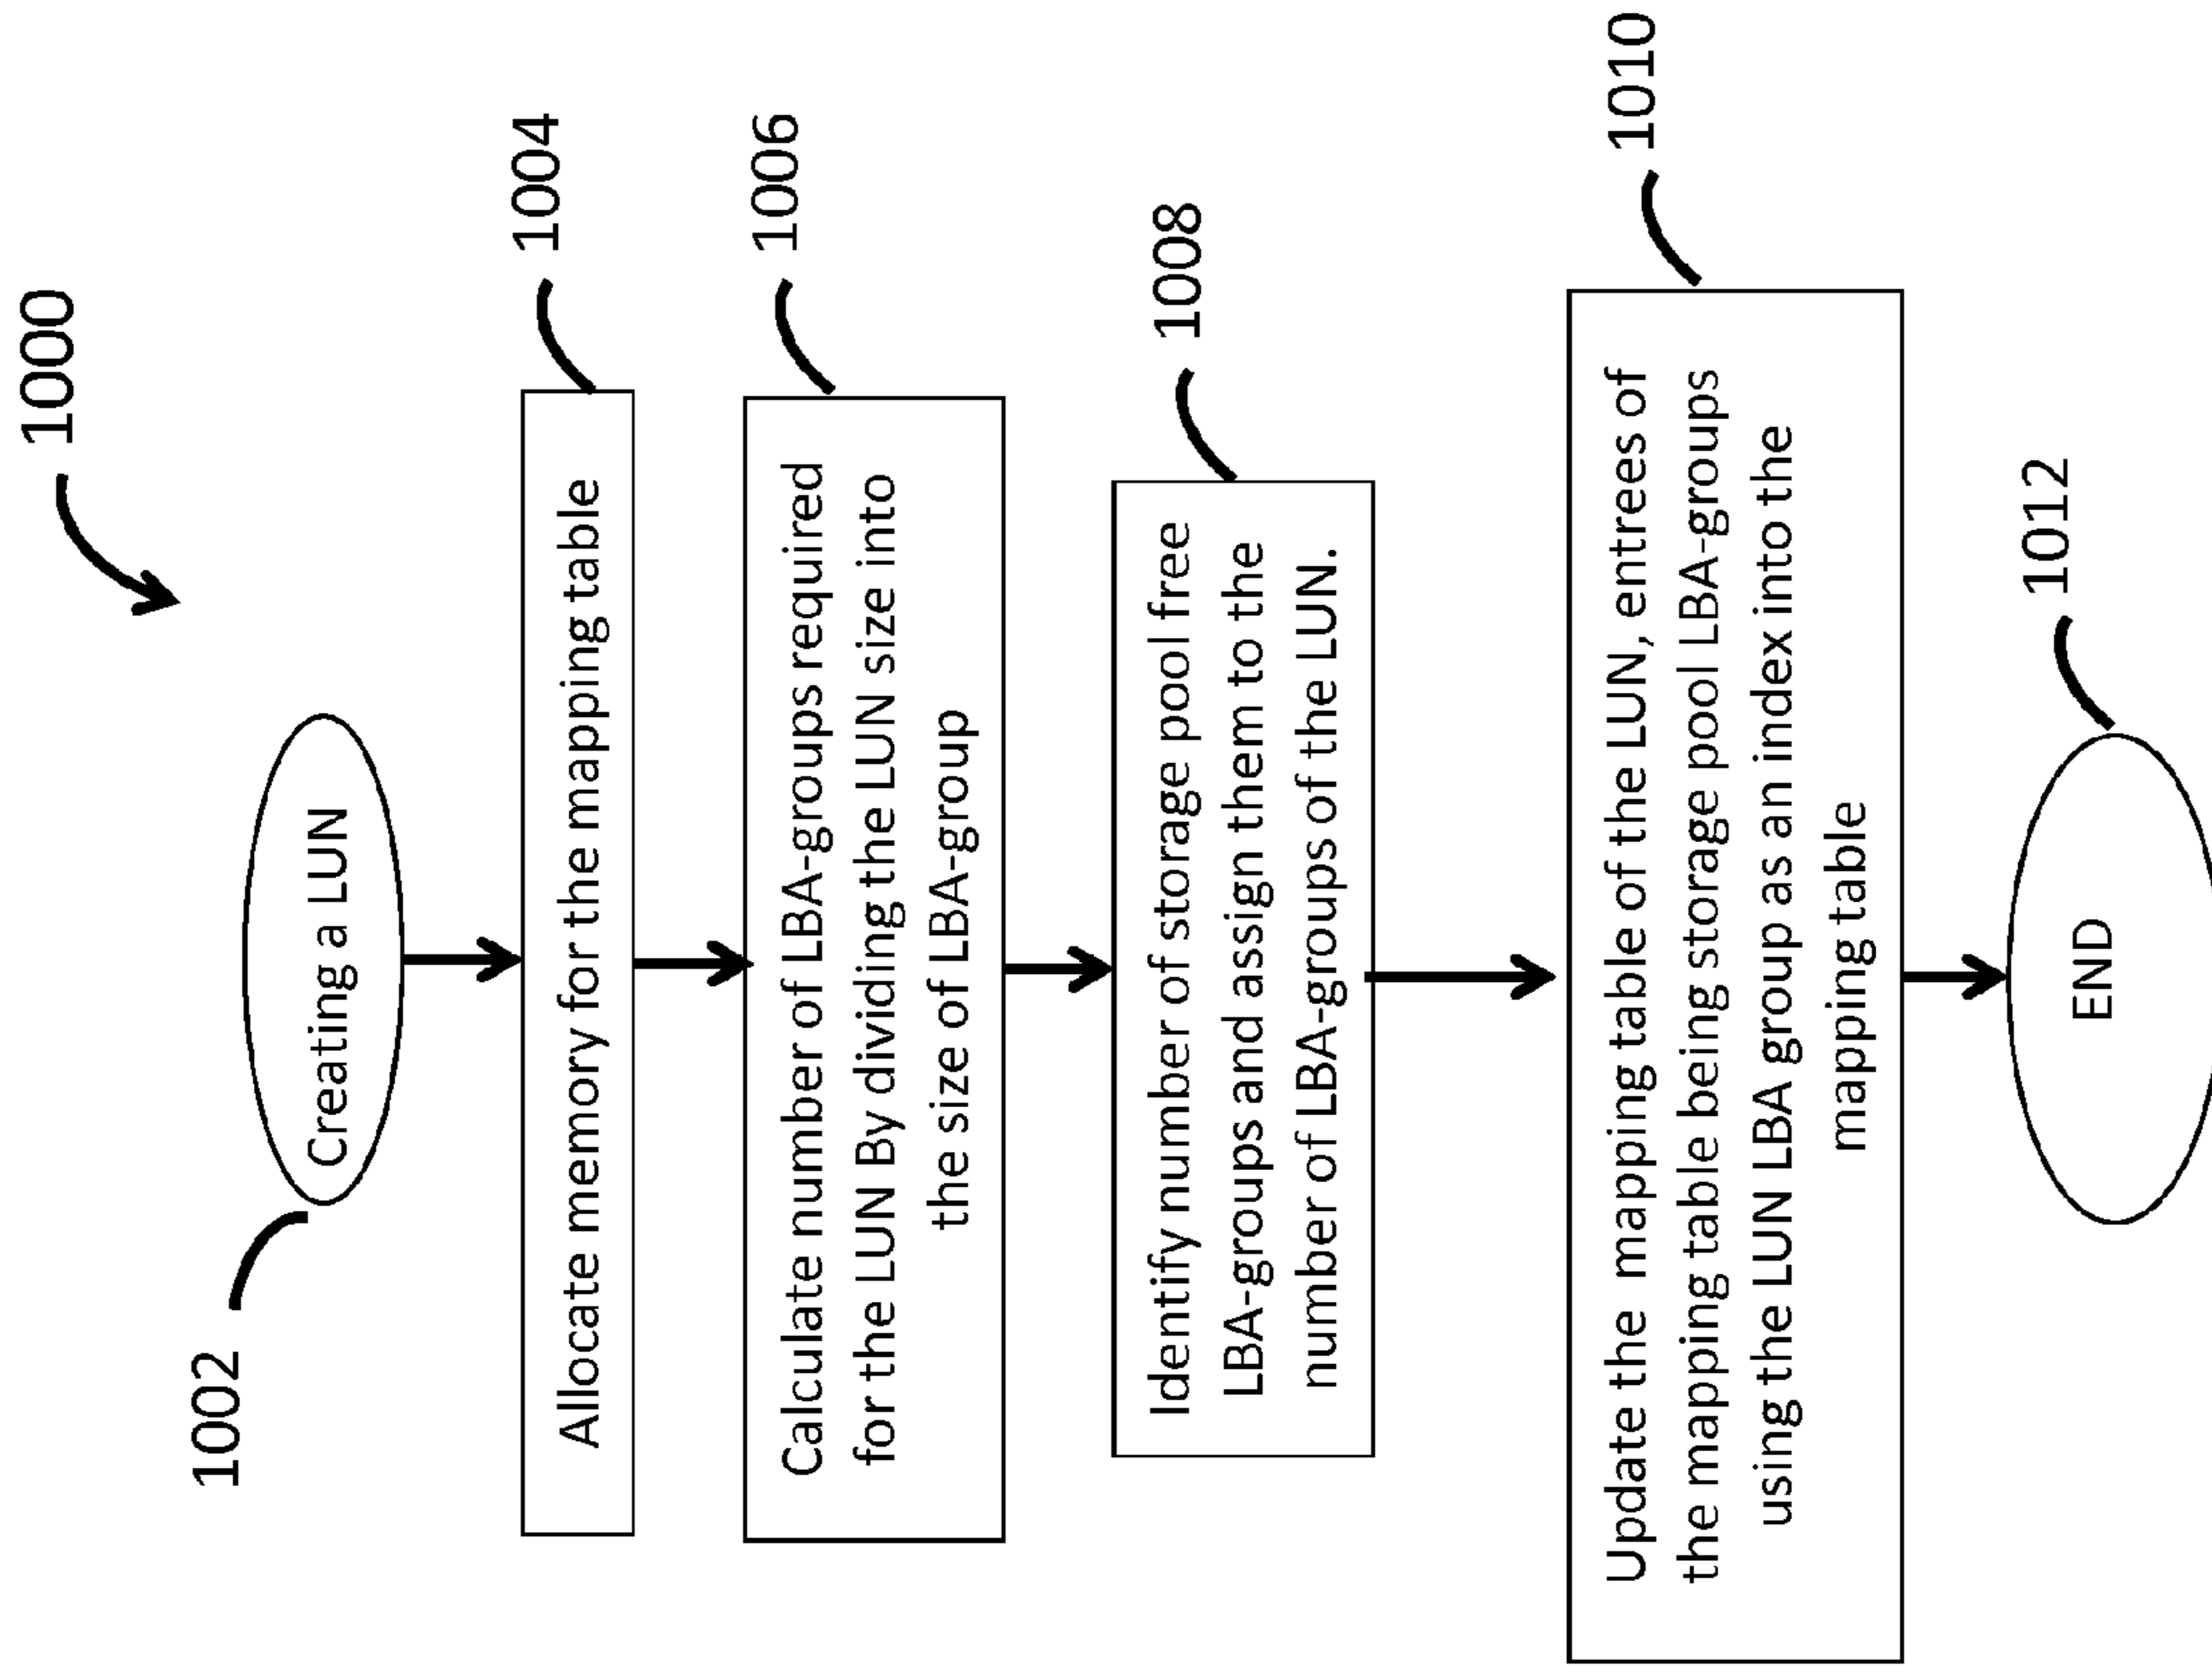 1000
1002
Creating a LUN
1004
Allocate memory for the mapping table
1006
Calculate number of LBA-groups required
for the LUN By dividing the LUN size into
the size of LBA-group
1008
Identify number of storage pool free
LBA-groups and assign them to the
number of LBA-groups of the LUN.
1010
Update the mapping table of the LUN, entrees of
the mapping table being storage pool LBA-groups
using the LUN LBA group as an index into the
mapping table
1012
END